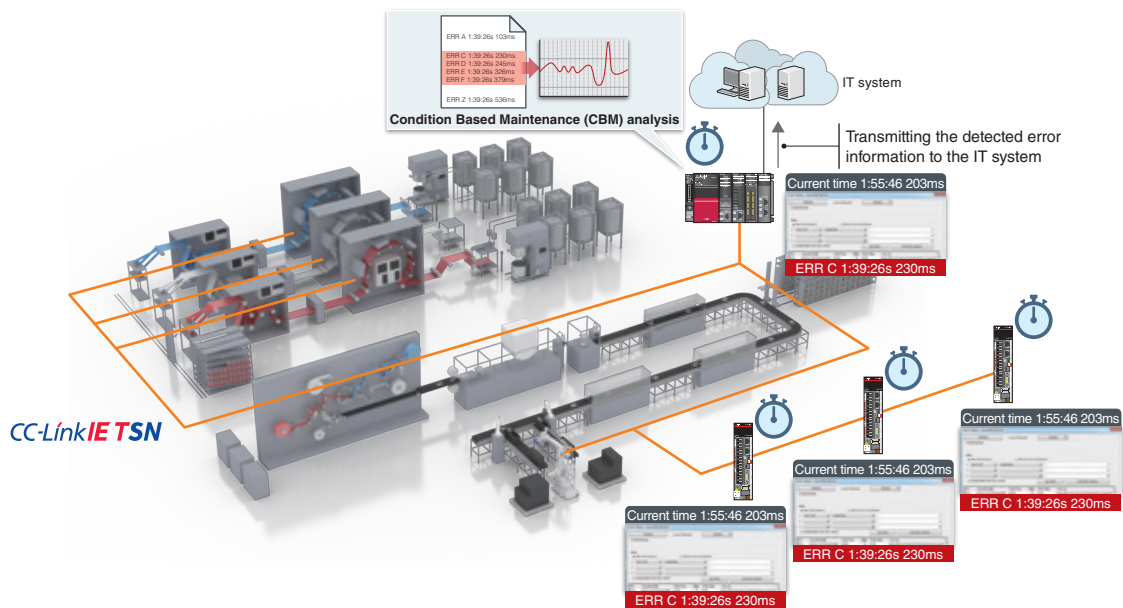 ERR A 1:39:26s 103ms
ERR C 1:39:26s 230ms
ERR D 1:39:26s 245ms
ERR E 1:39:26s 326ms
ERR F 1:39:26s 379ms
ERR Z 1:39:26s 536ms
Condition Based Maintenance (CBM) analysis
IT system
Transmitting the detected error
information to the IT system
Current time 1:55:46 203ms
ERR C 1:39:26s 230ms
CC-Link IE TSN
Current time 1:55:46 203ms
ERR C 1:39:26s 230ms
Current time 1:55:46 203ms
ERR C 1:39:26s 230ms
Current time 1:55:46 203ms
ERR C 1:39:26s 230ms